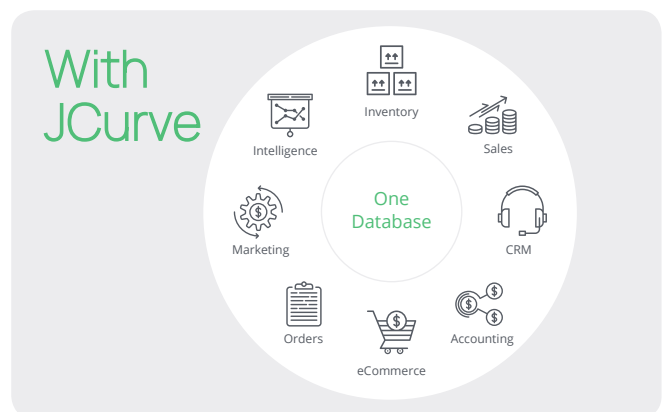 With
JCurve
Inventory
Sales
CRM
Accounting
eCommerce
Orders
Marketing
Intelligence
One
Database